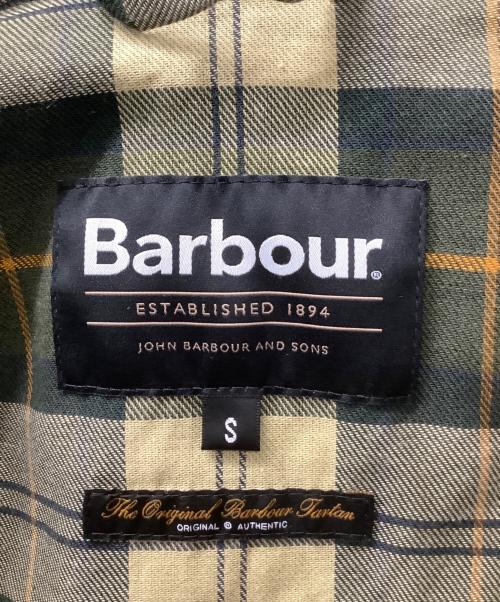 Barbour®
ESTABLISHED 1894
JOHN BARBOUR AND SONS
S
The Original Barbour Tartan
ORIGINAL ® AUTHENTIC